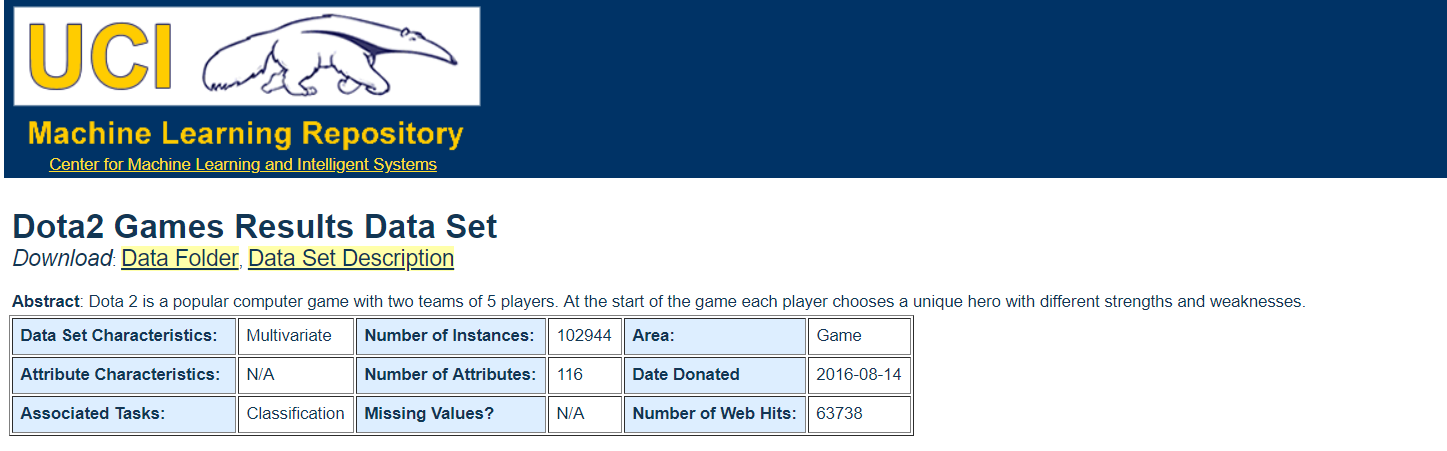 UCI
Machine Learning Repository
Center for Machine Learning and Intelligent Systems
Dota2 Games Results Data Set
Download: Data Folder, Data Set Description
Abstract: Dota 2 is a popular computer game with two teams of 5 players. At the start of the game each player chooses a unique hero with different strengths and weaknesses.
Data Set Characteristics: Multivariate Number of Instances: 102944 Area: Game
Attribute Characteristics: N/A Number of Attributes: 116 Date Donated 2016-08-14
Associated Tasks: Classification Missing Values? N/A Number of Web Hits: 63738